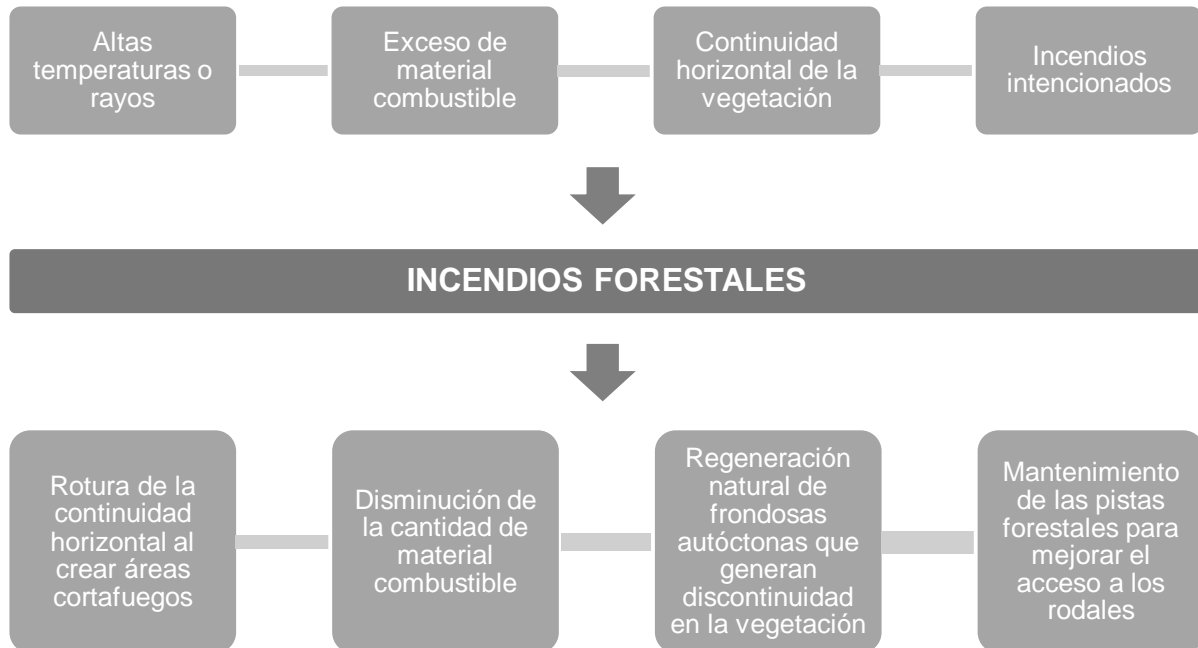 Altas
temperaturas o
rayos
Exceso de
material
combustible
Continuidad
horizontal de la
vegetación
Incendios
intencionados
INCENDIOS FORESTALES
Rotura de la
continuidad
horizontal al
crear áreas
cortafuegos
Disminución de
la cantidad de
material
combustible
Regeneración
natural de
frondosas
autóctonas que
generan
discontinuidad
en la vegetación
Mantenimiento
de las pistas
forestales para
mejorar el
acceso a los
rodales